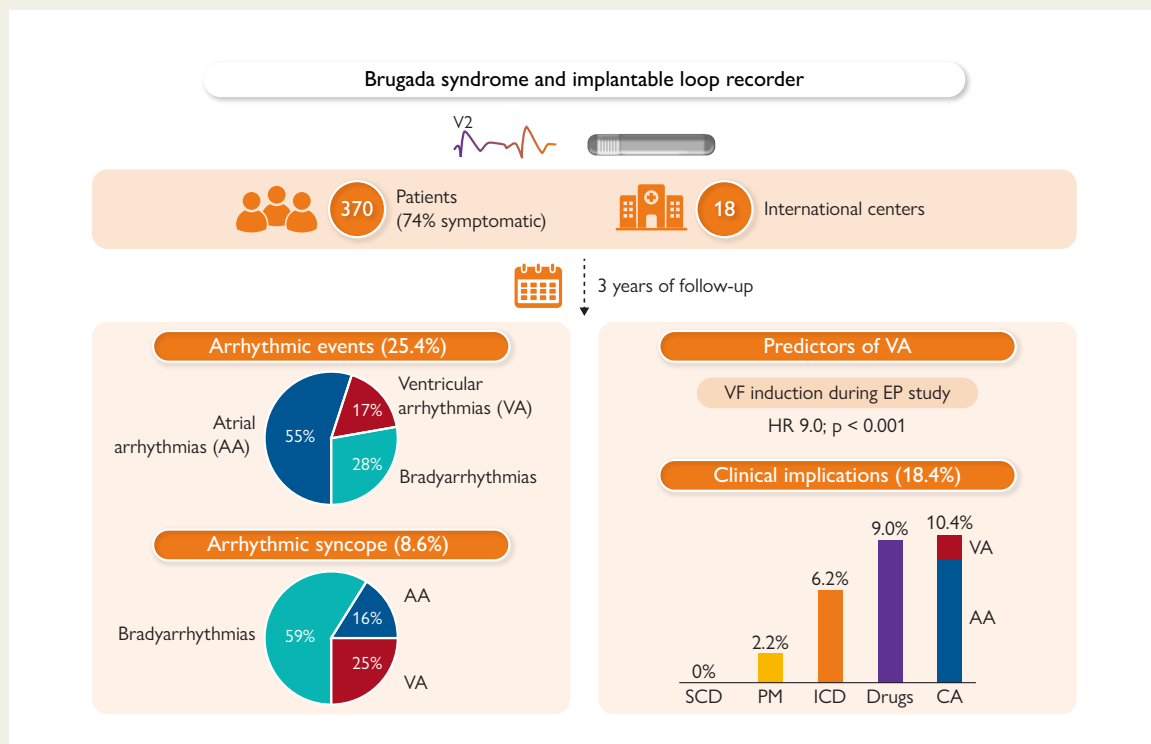 Brugada syndrome and implantable loop recorder
V2
370
Patients
(74% symptomatic)
18
International centers
3 years of follow-up
Arrhythmic events (25.4%)
Ventricular
arrhythmias (VA)
17%
Atrial
arrhythmias (AA)
55%
28%
Bradyarrhythmias
Arrhythmic syncope (8.6%)
AA
16%
Bradyarrhythmias
59%
25%
VA
Predictors of VA
VF induction during EP study
HR 9.0; p < 0.001
Clinical implications (18.4%)
0%
2.2%
6.2%
9.0%
10.4%
VA
AA
SCD
PM
ICD
Drugs
CA